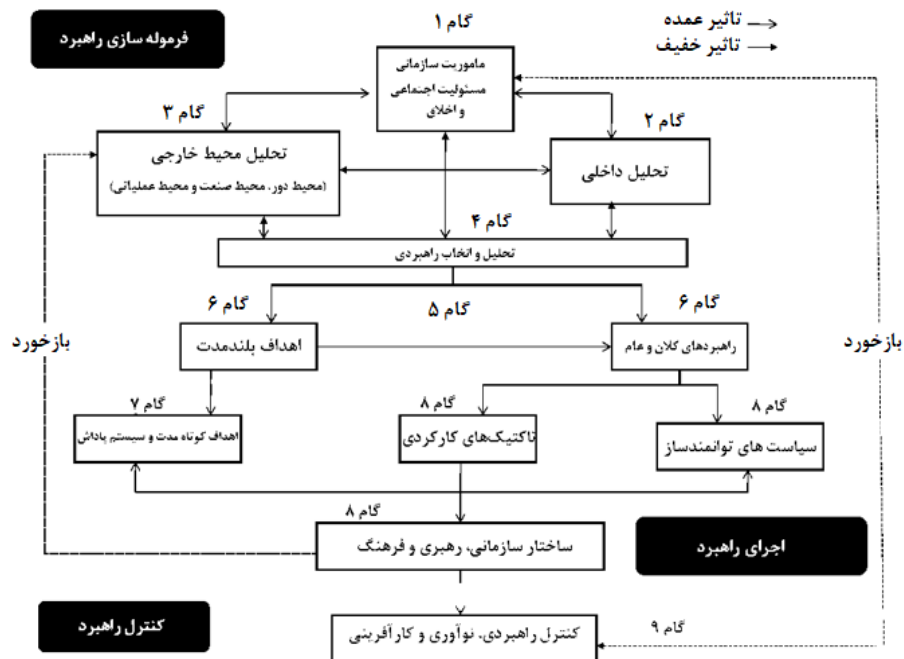 فرموله سازی راهبرد
گام ۱
تاثیر عمده
تاثیر خفیف
ماموریت سازمانی
مسئولیت اجتماعی
و اخلاق
گام ۳
گام ۲
تحلیل محیط خارجی
(محیط دور، محیط صنعت و محیط عملیاتی)
تحلیل داخلی
گام ۴
تحلیل و انخاب راهبردی
گام ۶
گام ۵
گام ۶
بازخورد
اهداف بلندمدت
راهبردهای کلان و عام
بازخورد
گام ۷
گام ۸
گام ۸
اهداف کوتاه مدت و سیستم پاداش
تاکتیک‌های کارکردی
سیاست های توانمندساز
گام ۸
ساختار سازمانی، رهبری و فرهنگ
اجرای راهبرد
کنترل راهبرد
کنترل راهبردی، نوآوری و کارآفرینی
گام ۹